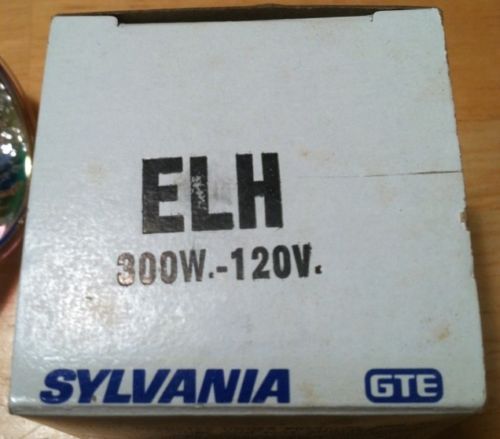 ELH
300W.-120V.
SYLVANIA GTE